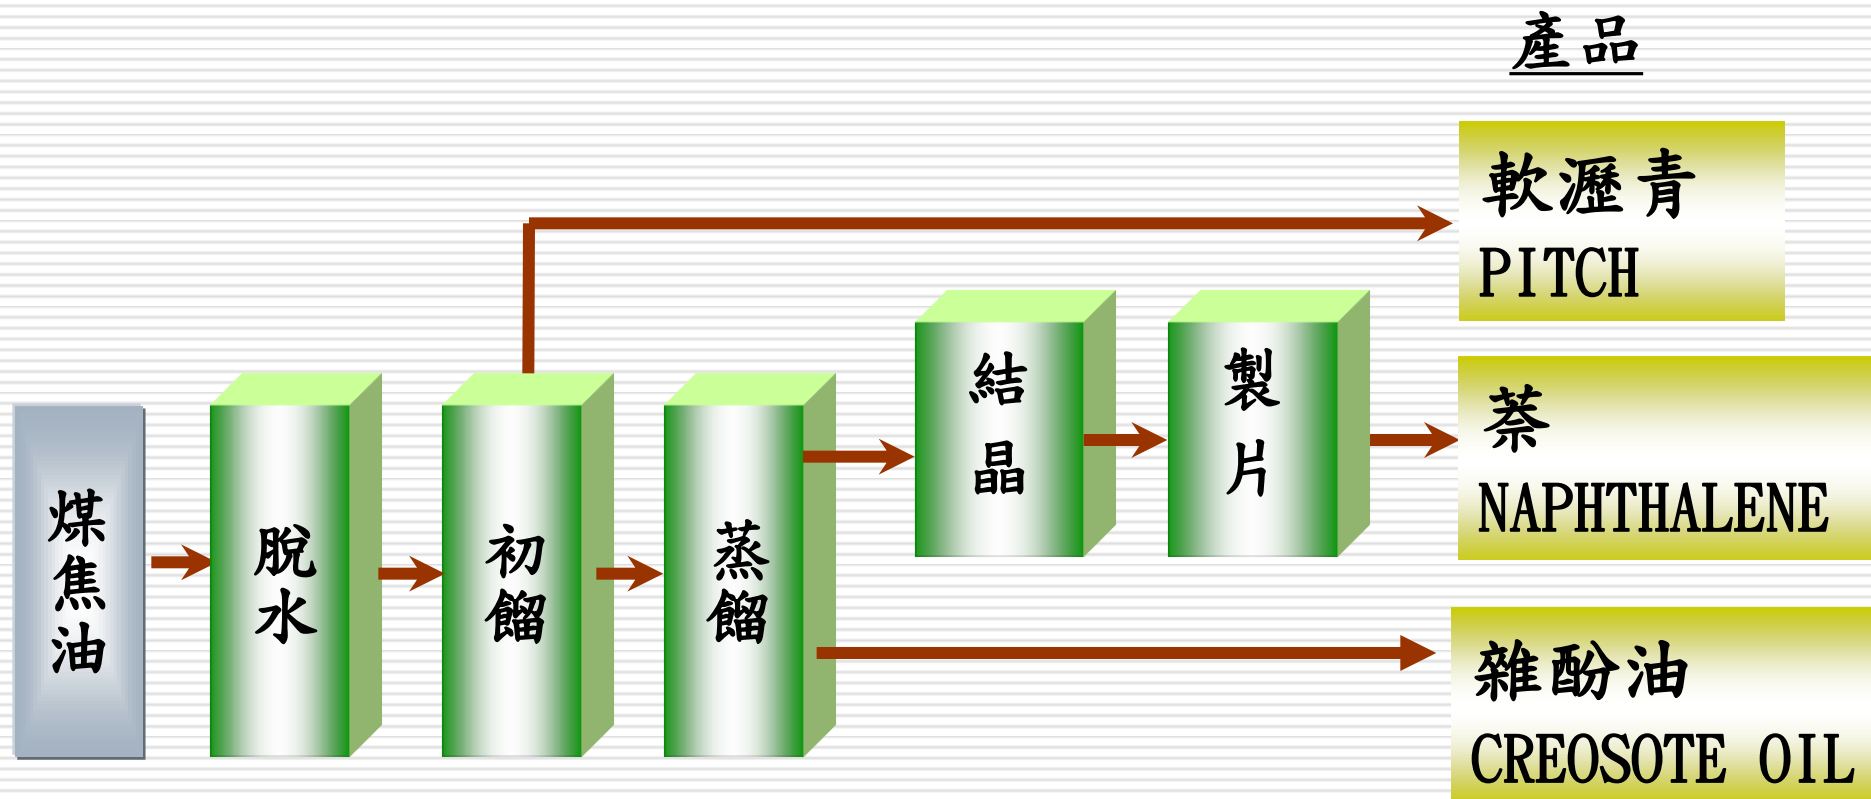 產品
軟瀝青
PITCH
結晶
製片
萘
NAPHTHALENE
煤焦油
脫水
初餾
蒸餾
雜酚油
CREOSOTE OIL